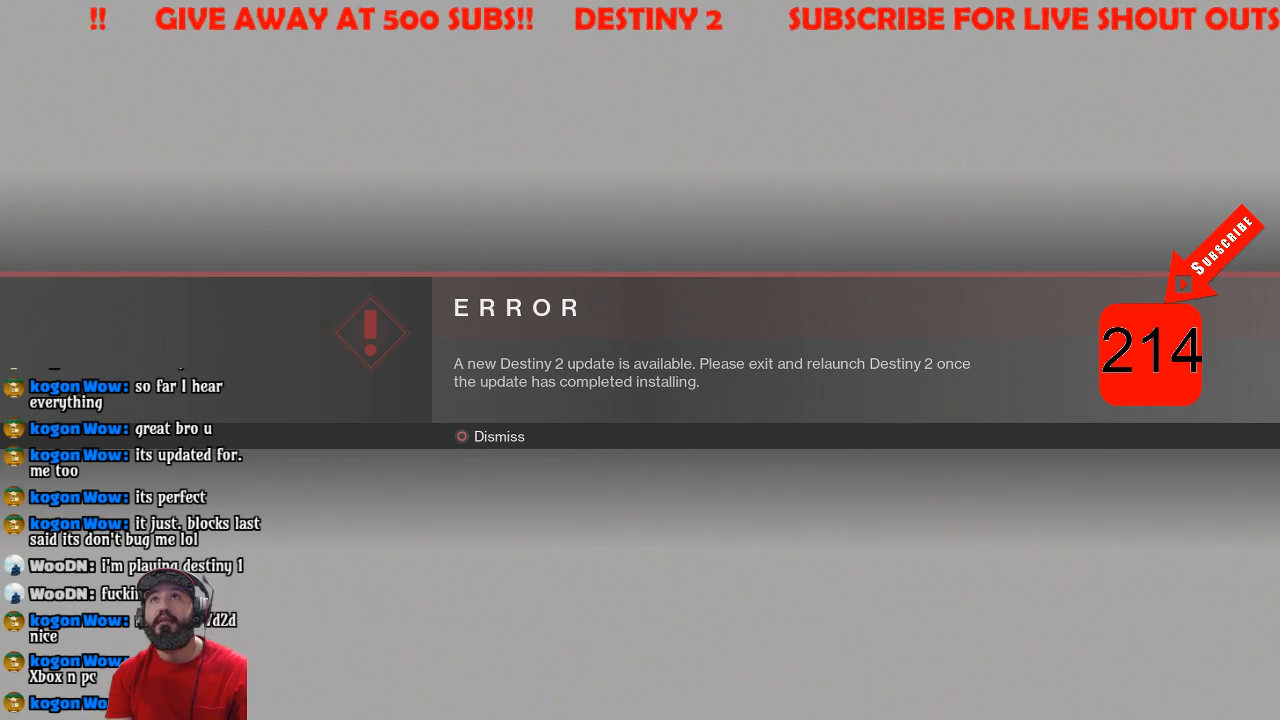 !! GIVE AWAY AT 500 SUBS!! DESTINY 2 SUBSCRIBE FOR LIVE SHOUT OUTS
SUBSCRIBE
ERROR
214
A new Destiny 2 update is available. Please exit and relaunch Destiny 2 once
the update has completed installing.
Dismiss
kogon Wow: so far I hear
everything
kogon Wow: great bro u
kogon Wow: its updated for.
me too
kogon Wow: its perfect
kogon Wow: it just. blocks last
said its don't bug me lol
WooDN: i'm playing destiny 1
WooDN:
kogon Wow: /d2d
nice
kogon Wow
Xbox n pc
kogon Wo